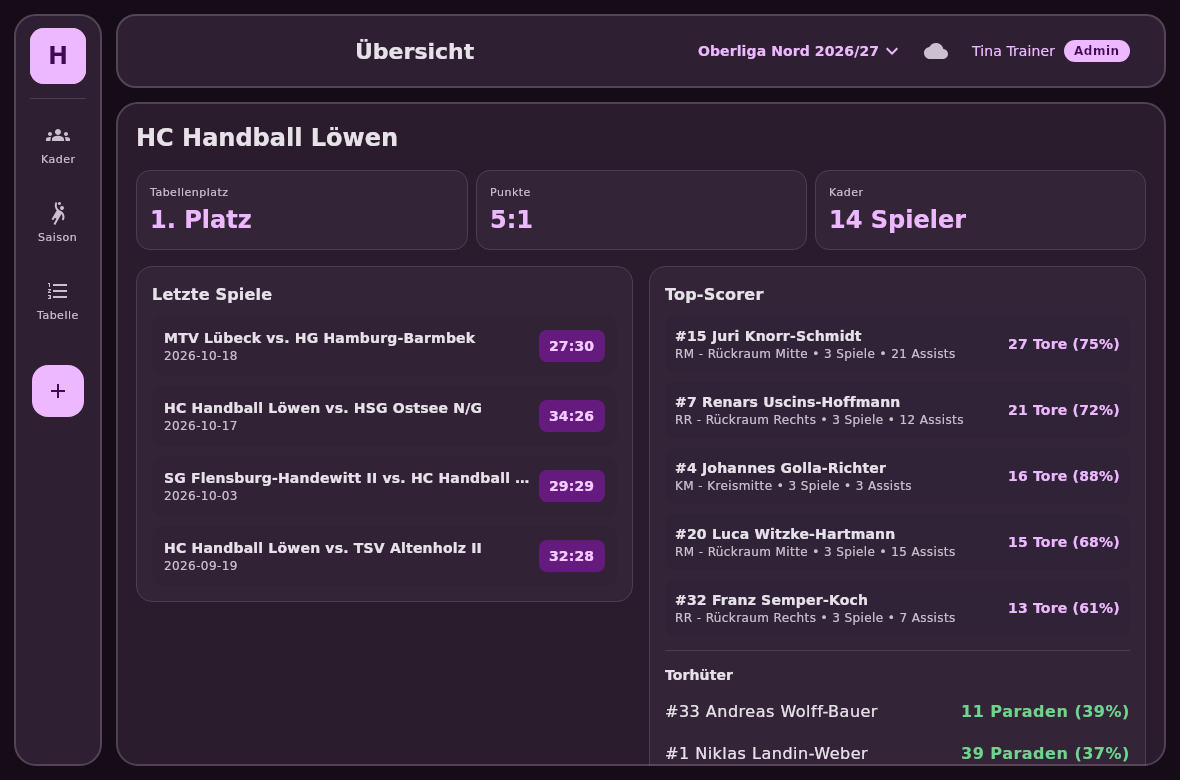 H
Kader
Saison
Tabelle
Übersicht
Oberliga Nord 2026/27
Tina Trainer
Admin
HC Handball Löwen
Tabellenplatz
1. Platz
Punkte
5:1
Kader
14 Spieler
Letzte Spiele
MTV Lübeck vs. HG Hamburg-Barmbek
2026-10-18
27:30
HC Handball Löwen vs. HSG Ostsee N/G
2026-10-17
34:26
SG Flensburg-Handewitt II vs. HC Handball ...
2026-10-03
29:29
HC Handball Löwen vs. TSV Altenholz II
2026-09-19
32:28
Top-Scorer
#15 Juri Knorr-Schmidt
RM - Rückraum Mitte • 3 Spiele • 21 Assists
27 Tore (75%)
#7 Renars Uscins-Hoffmann
RR - Rückraum Rechts • 3 Spiele • 12 Assists
21 Tore (72%)
#4 Johannes Golla-Richter
KM - Kreismitte • 3 Spiele • 3 Assists
16 Tore (88%)
#20 Luca Witzke-Hartmann
RM - Rückraum Mitte • 3 Spiele • 15 Assists
15 Tore (68%)
#32 Franz Semper-Koch
RR - Rückraum Rechts • 3 Spiele • 7 Assists
13 Tore (61%)
Torhüter
#33 Andreas Wolff-Bauer
11 Paraden (39%)
#1 Niklas Landin-Weber
39 Paraden (37%)